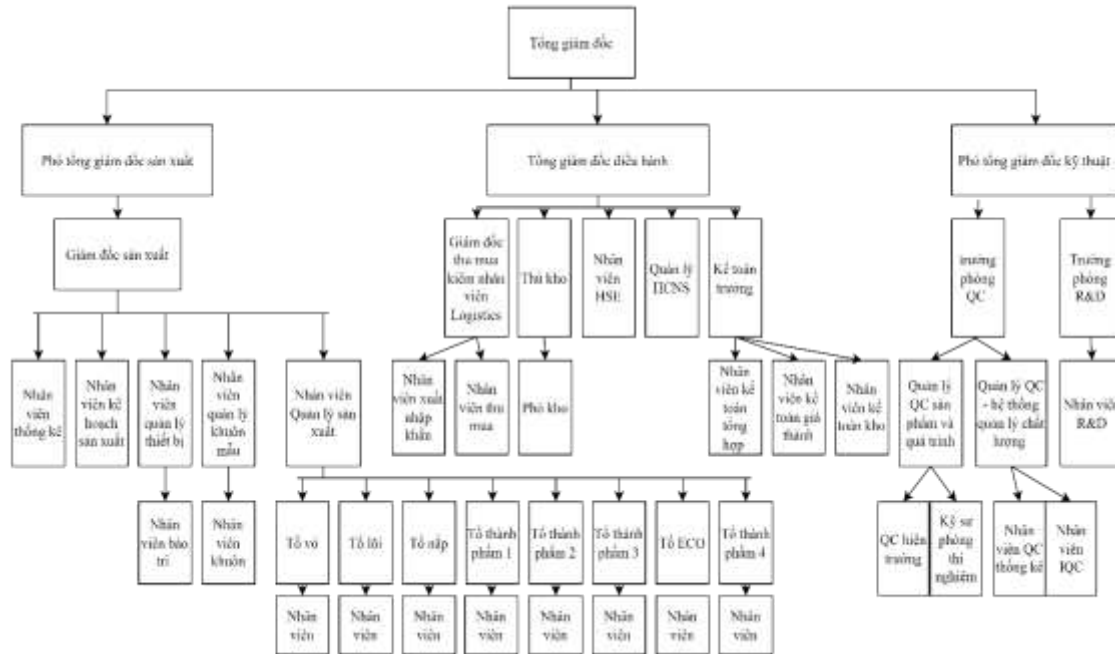 Tổng giám đốc
Phó tổng giám đốc sản xuất
Tổng giám đốc điều hành
Phó tổng giám đốc kỹ thuật
Giám đốc sản xuất
Giám đốc
thu mua
kiêm nhân
viên
Logistics
Thủ kho
Nhân
viên
HSE
Quản lý
HCNS
Kế toán
trưởng
trưởng
phòng
QC
Trưởng
phòng
R&D
Nhân
viên
thống kê
Nhân
viên kế
hoạch
sản xuất
Nhân
viên
quản lý
thiết bị
Nhân
viên
quản lý
khuôn
mẫu
Nhân viên
Quản lý sản
xuất
Nhân
viên xuất
nhập
khẩu
Nhân
viên thu
mua
Phó kho
Nhân
viên kế
toán
tổng
hợp
Nhân
viên kế
toán giá
thành
Nhân
viên kế
toán kho
Quản lý
QC sản
phẩm và
quá trình
Quản lý QC
- hệ thống
quản lý chất
lượng
Nhân viên
R&D
Nhân
viên bảo
trì
Nhân
viên
khuôn
Tổ vỏ
Tổ lõi
Tổ nắp
Tổ thành
phẩm 1
Tổ thành
phẩm 2
Tổ thành
phẩm 3
Tổ ECO
Tổ thành
phẩm 4
QC hiện
trường
Kỹ sư
phòng
thí
nghiệm
Nhân
viên QC
thống kê
Nhân
viên
IQC
Nhân
viên
Nhân
viên
Nhân
viên
Nhân
viên
Nhân
viên
Nhân
viên
Nhân
viên
Nhân
viên